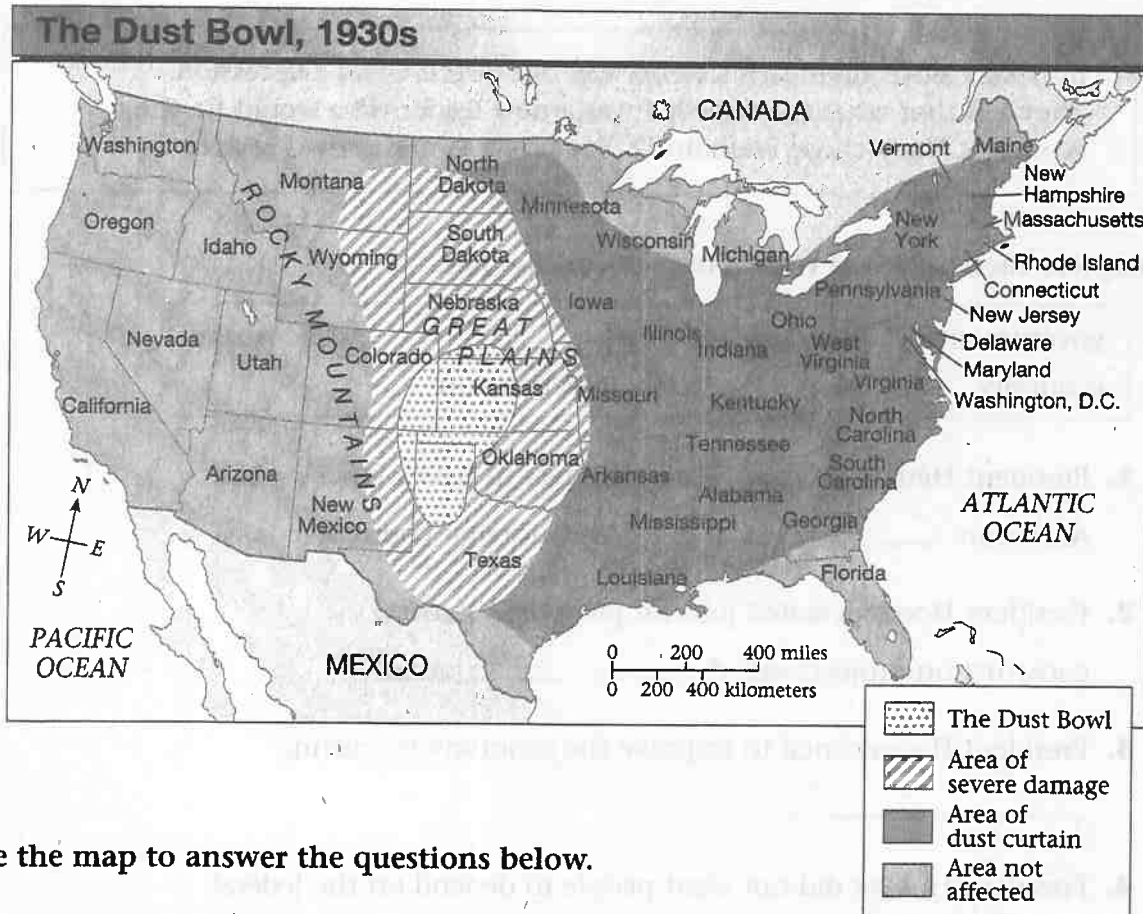 The Dust Bowl, 1930s
CANADA
Washington
Montana
North
Dakota
Minnesota
Vermont
Maine
New
Hampshire
Massachusetts
Oregon
Idaho
ROCKY MOUNTAINS
Wyoming
South
Dakota
Wisconsin
Michigan
New
York
Rhode Island
Connecticut
Nebraska
Iowa
Pennsylvania
New Jersey
GREAT
PLAINS
Nevada
Utah
Colorado
Kansas
Illinois
Indiana
Ohio
West
Virginia
Virginia
Delaware
Maryland
Washington, D.C.
California
Missouri
Kentucky
North
Carolina
Arizona
New
Mexico
Oklahoma
Arkansas
Tennessee
South
Carolina
N
W
E
S
Texas
Mississippi
Alabama
Georgia
ATLANTIC
OCEAN
Louisiana
Florida
PACIFIC
OCEAN
MEXICO
0 200 400 miles
0 200 400 kilometers
The Dust Bowl
Area of
severe damage
Area of
dust curtain
Area not
affected
e the map to answer the questions below.